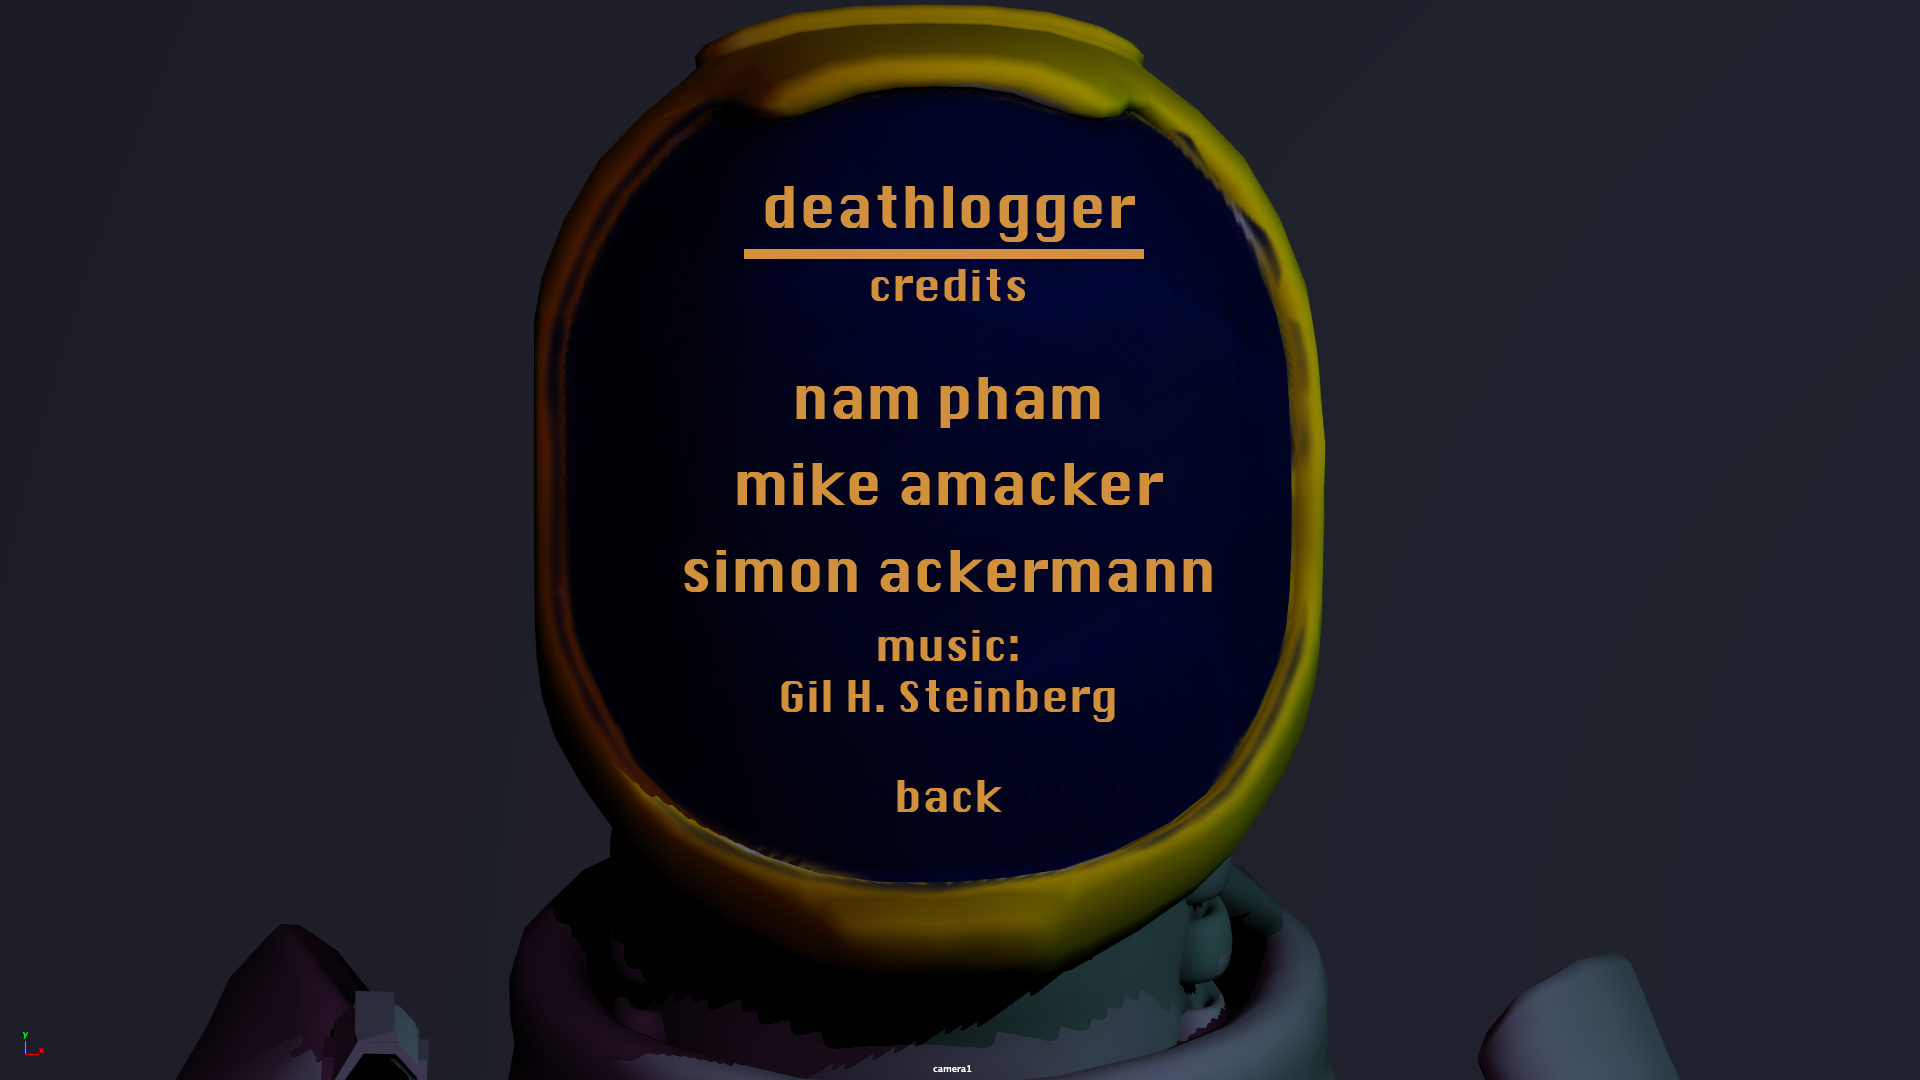 deathlogger
credits
nam pham
mike amacker
simon ackermann
music:
Gil H. Steinberg
back
y
x
camera1